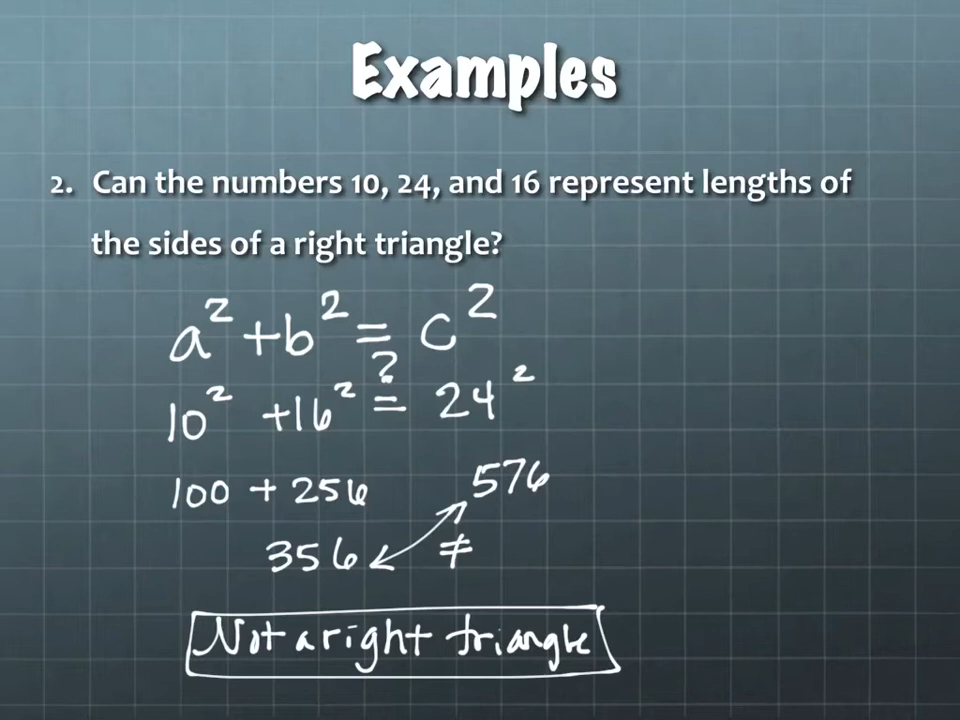 Examples
2. Can the numbers 10, 24, and 16 represent lengths of
the sides of a right triangle?
a² + b² = c²
?
10² + 16² = 24²
100 + 256 576
356 ≠
Not a right triangle